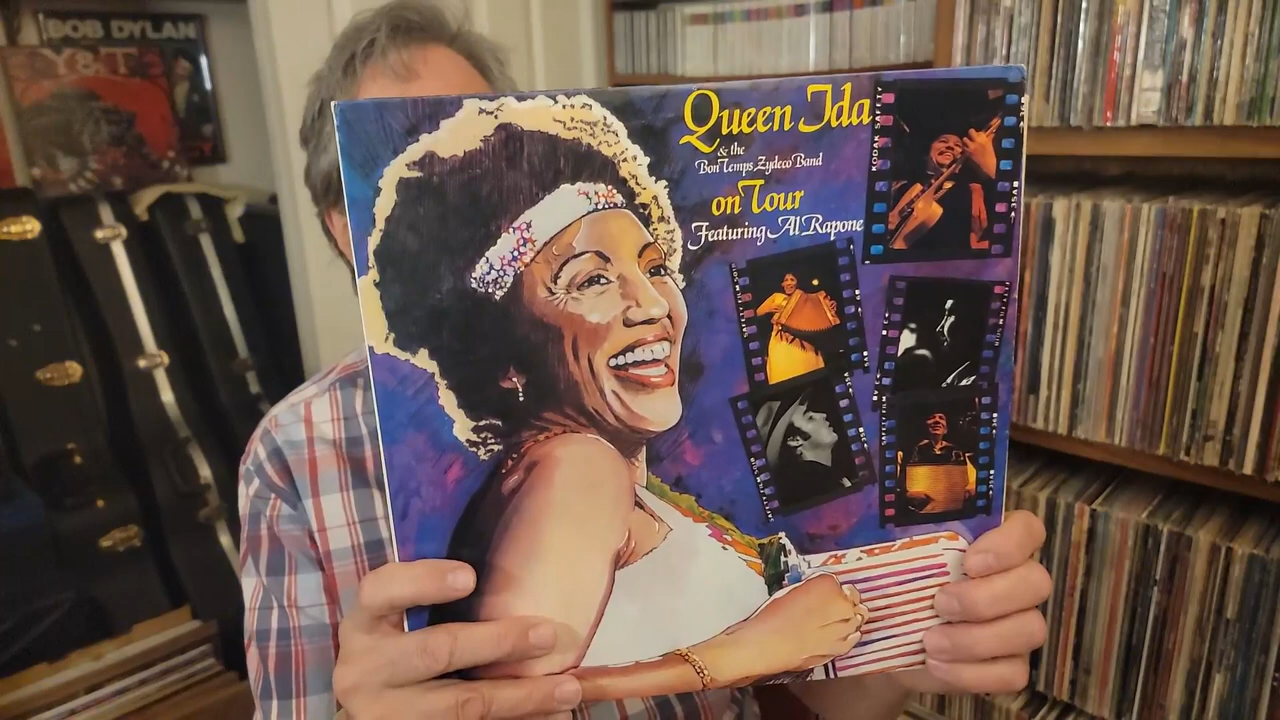 BOB DYLAN
Y&T
Queen Ida
& the
Bon Temps Zydeco Band
on Tour
Featuring Al Rapone
KODAK SAFETY